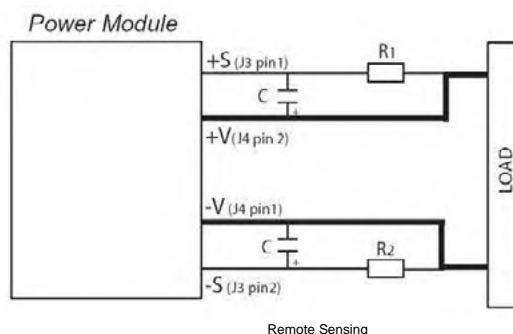 Power Module
+S (J3 pin1)
R1
C
+
+V (J4 pin 2)
LOAD
-V (J4 pin1)
C
R2
+
-S (J3 pin2)
Remote Sensing